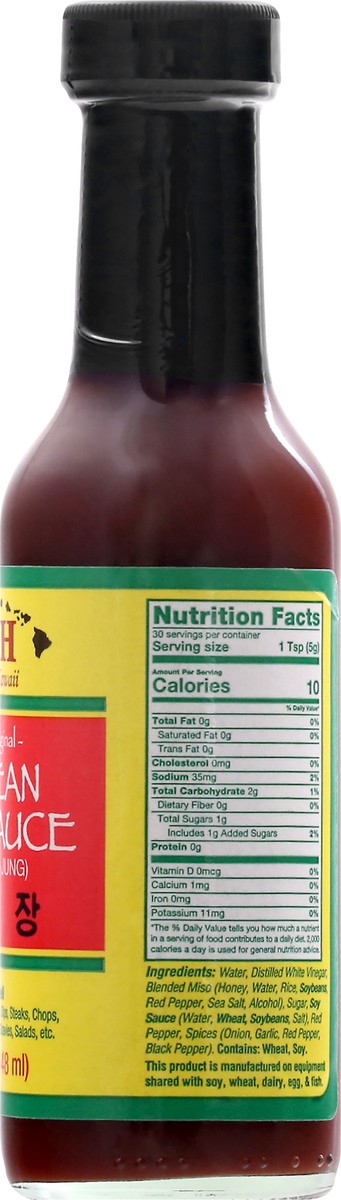 H
waii
nal -
EAN
AUCE
JUNG)
장
Dips, Steaks, Chops,
Salads, etc.
48 ml)
Nutrition Facts
30 servings per container
Serving size 1 Tsp (5g)
Amount Per Serving
Calories 10
% Daily Value*
Total Fat 0g 0%
Saturated Fat 0g 0%
Trans Fat 0g
Cholesterol 0mg 0%
Sodium 35mg 2%
Total Carbohydrate 2g 1%
Dietary Fiber 0g 0%
Total Sugars 1g
Includes 1g Added Sugars 2%
Protein 0g
Vitamin D 0mcg 0%
Calcium 1mg 0%
Iron 0mg 0%
Potassium 11mg 0%
*The % Daily Value tells you how much a nutrient
in a serving of food contributes to a daily diet. 2,000
calories a day is used for general nutrition advice.
Ingredients: Water, Distilled White Vinegar,
Blended Miso (Honey, Water, Rice, Soybeans,
Red Pepper, Sea Salt, Alcohol), Sugar, Soy
Sauce (Water, Wheat, Soybeans, Salt), Red
Pepper, Spices (Onion, Garlic, Red Pepper,
Black Pepper). Contains: Wheat, Soy.
This product is manufactured on equipment
shared with soy, wheat, dairy, egg, & fish.